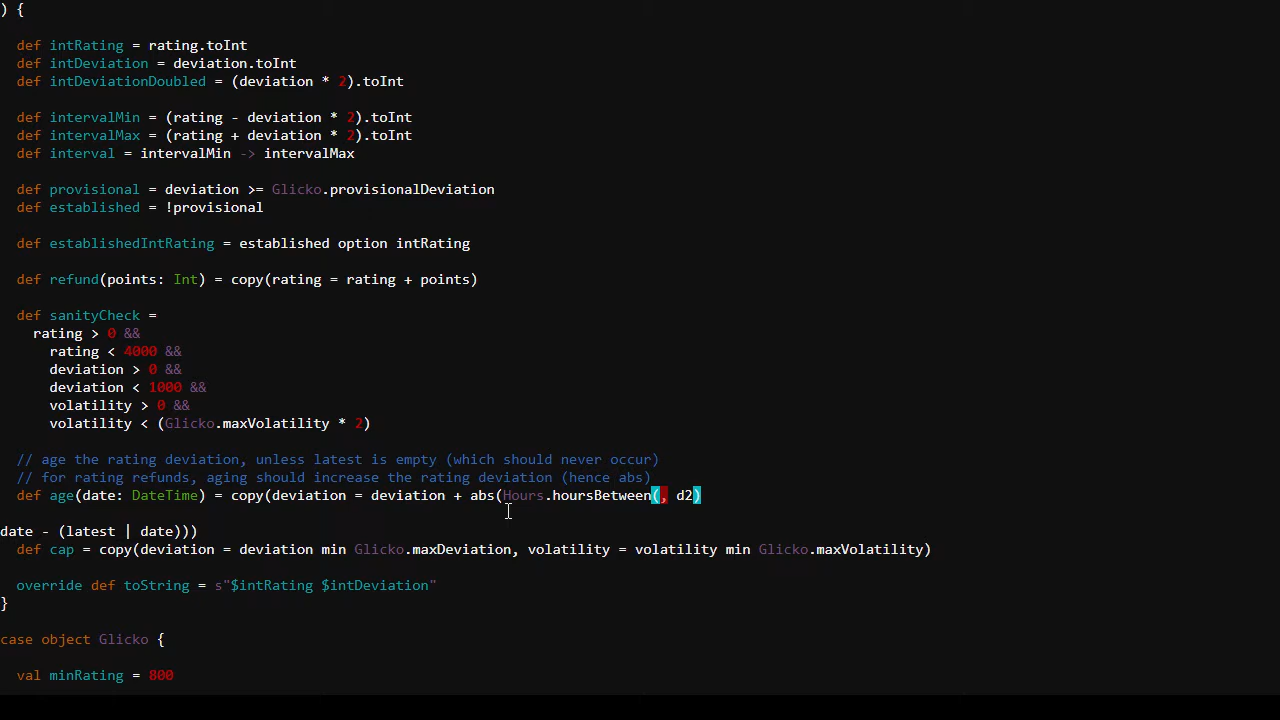 ) {
def intRating = rating.toInt
def intDeviation = deviation.toInt
def intDeviationDoubled = (deviation * 2).toInt
def intervalMin = (rating - deviation * 2).toInt
def intervalMax = (rating + deviation * 2).toInt
def interval = intervalMin -> intervalMax
def provisional = deviation >= Glicko.provisionalDeviation
def established = !provisional
def establishedIntRating = established option intRating
def refund(points: Int) = copy(rating = rating + points)
def sanityCheck =
rating > 0 &&
rating < 4000 &&
deviation > 0 &&
deviation < 1000 &&
volatility > 0 &&
volatility < (Glicko.maxVolatility * 2)
// age the rating deviation, unless latest is empty (which should never occur)
// for rating refunds, aging should increase the rating deviation (hence abs)
def age(date: DateTime) = copy(deviation = deviation + abs(Hours.hoursBetween(, d2)
date - (latest | date)))
def cap = copy(deviation = deviation min Glicko.maxDeviation, volatility = volatility min Glicko.maxVolatility)
override def toString = s"$intRating $intDeviation"
}
case object Glicko {
val minRating = 800